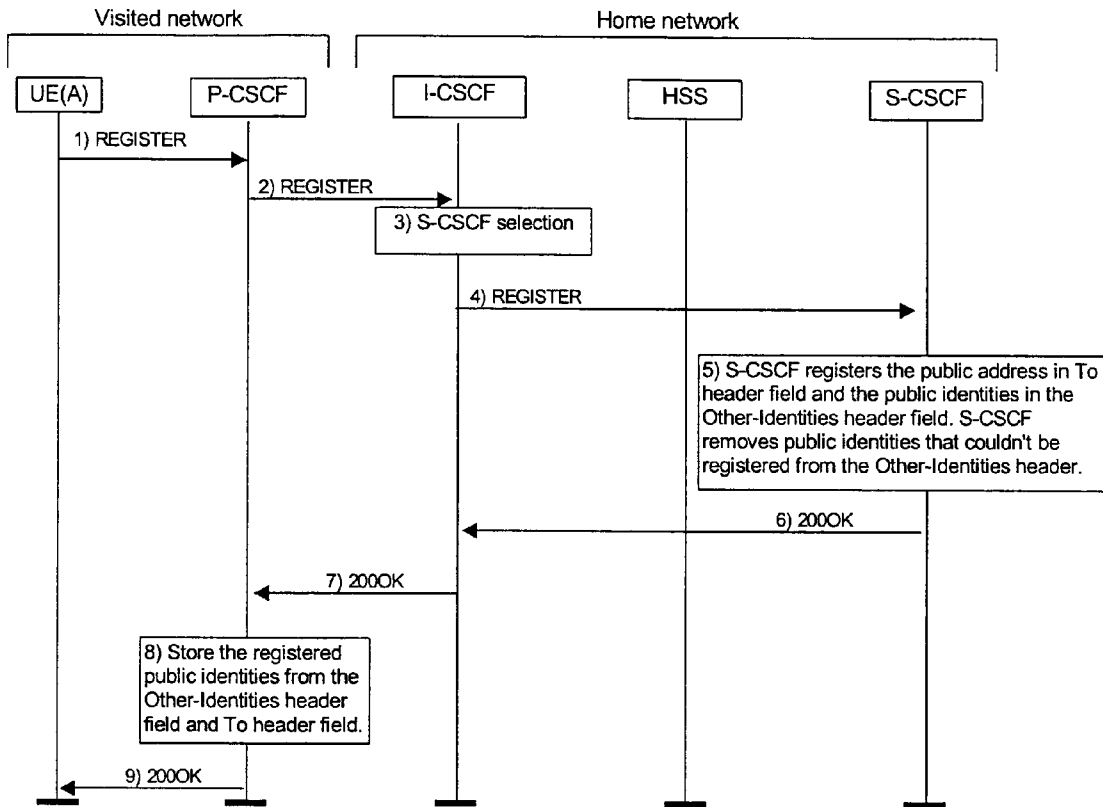 Visited network
Home network
UE(A)
P-CSCF
I-CSCF
HSS
S-CSCF
1) REGISTER
2) REGISTER
3) S-CSCF selection
4) REGISTER
5) S-CSCF registers the public address in To
header field and the public identities in the
Other-Identities header field. S-CSCF
removes public identities that couldn't be
registered from the Other-Identities header.
6) 200OK
7) 200OK
8) Store the registered
public identities from the
Other-Identities header
field and To header field.
9) 200OK